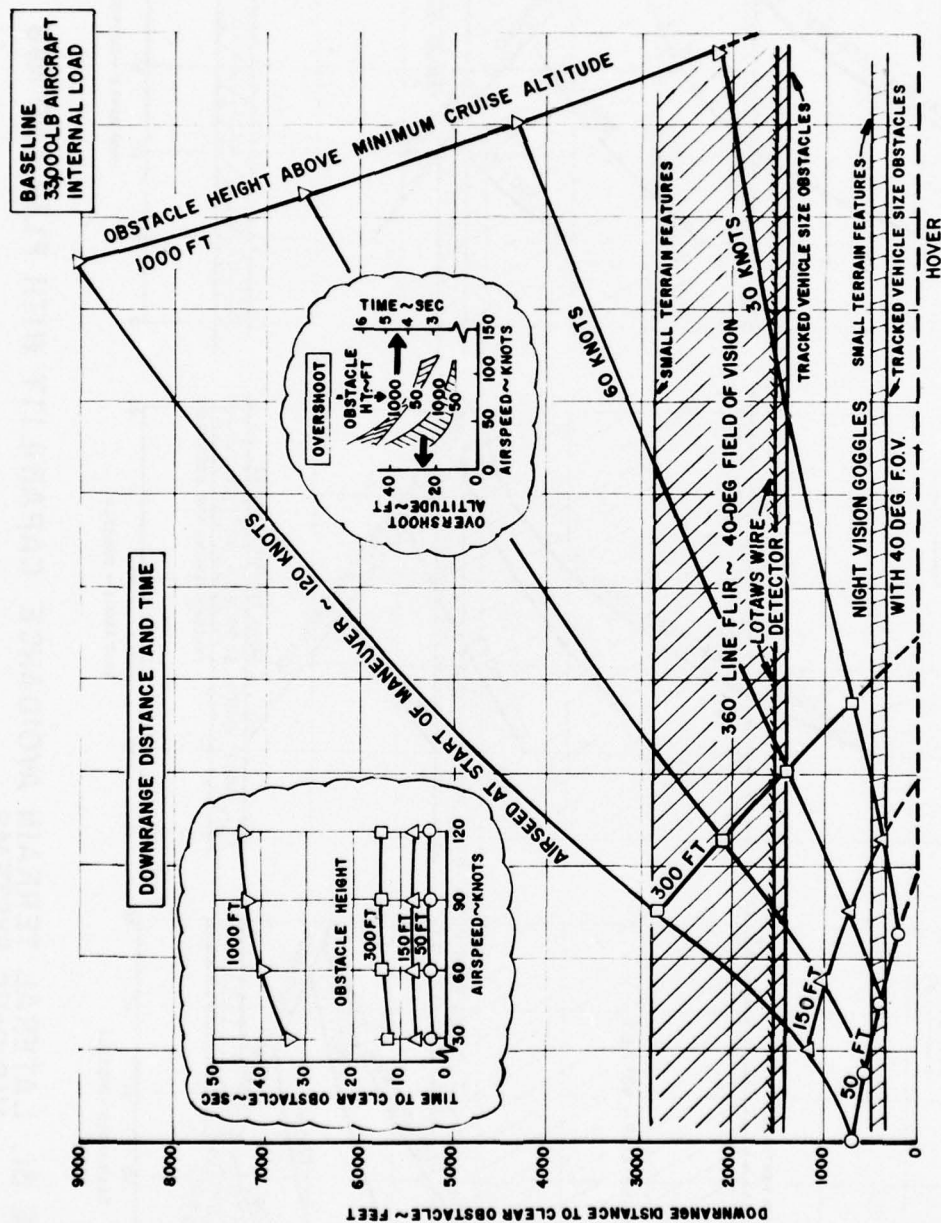 BASELINE
33,000-LB AIRCRAFT
INTERNAL LOAD
DOWNRANGE DISTANCE AND TIME
DOWNRANGE DISTANCE TO CLEAR OBSTACLE ~ FEET
9000
8000
7000
6000
5000
4000
3000
2000
1000
0
TIME TO CLEAR OBSTACLE ~ SEC
50
40
30
20
10
0
1000 FT
OBSTACLE HEIGHT
300 FT
150 FT
50 FT
30
60
90
120
AIRSPEED ~ KNOTS
OVERSHOOT
OBSTACLE
HT ~ FT
1000
50
1000
50
OVERSHOOT
ALTITUDE ~ FT
40
20
0
TIME ~ SEC
6
5
4
3
0
50
100
150
AIRSPEED ~ KNOTS
OBSTACLE HEIGHT ABOVE MINIMUM CRUISE ALTITUDE
1000 FT
AIRSEED AT START OF MANEUVER ~ 120 KNOTS
60 KNOTS
30 KNOTS
300 FT
150 FT
50 FT
SMALL TERRAIN FEATURES
360 LINE FLIR ~ 40-DEG FIELD OF VISION
LOTAWS WIRE
DETECTOR
TRACKED VEHICLE SIZE OBSTACLES
NIGHT VISION GOGGLES
WITH 40 DEG. F.O.V.
SMALL TERRAIN FEATURES
TRACKED VEHICLE SIZE OBSTACLES
HOVER